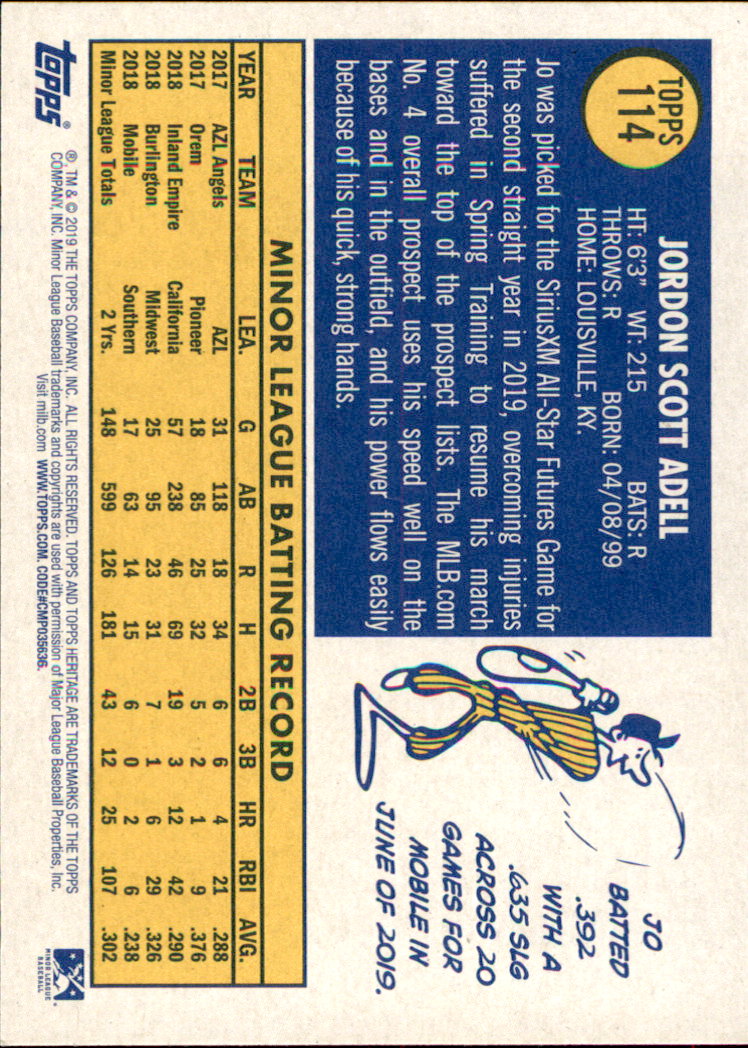 TOPPS
114
JORDON SCOTT ADELL
HT: 6'3" WT: 215 BATS: R
THROWS: R BORN: 04/08/99
HOME: LOUISVILLE, KY.
Jo was picked for the SiriusXM All-Star Futures Game for
the second straight year in 2019, overcoming injuries
suffered in Spring Training to resume his march
toward the top of the prospect lists. The MLB.com
No. 4 overall prospect uses his speed well on the
bases and in the outfield, and his power flows easily
because of his quick, strong hands.
JO
BATTED
.392
WITH A
.635 SLG
ACROSS 20
GAMES FOR
MOBILE IN
JUNE OF 2019.
MINOR LEAGUE BATTING RECORD
YEAR TEAM LEA. G AB R H 2B 3B HR RBI AVG.
2017 AZL Angels AZL 31 118 18 34 6 6 4 21 .288
2017 Orem Pioneer 18 85 25 32 5 2 1 9 .376
2018 Inland Empire California 57 238 46 69 19 3 12 42 .290
2018 Burlington Midwest 25 95 23 31 7 1 6 29 .326
2018 Mobile Southern 17 63 14 15 6 0 2 6 .238
Minor League Totals 2 Yrs. 148 599 126 181 43 12 25 107 .302
topps®
®, TM & © 2019 THE TOPPS COMPANY, INC. ALL RIGHTS RESERVED. TOPPS AND TOPPS HERITAGE ARE TRADEMARKS OF THE TOPPS
COMPANY, INC. Minor League Baseball trademarks and copyrights are used with permission of Major League Baseball Properties, Inc.
Visit milb.com WWW.TOPPS.COM. CODE#CMP035636.
MINOR LEAGUE
BASEBALL